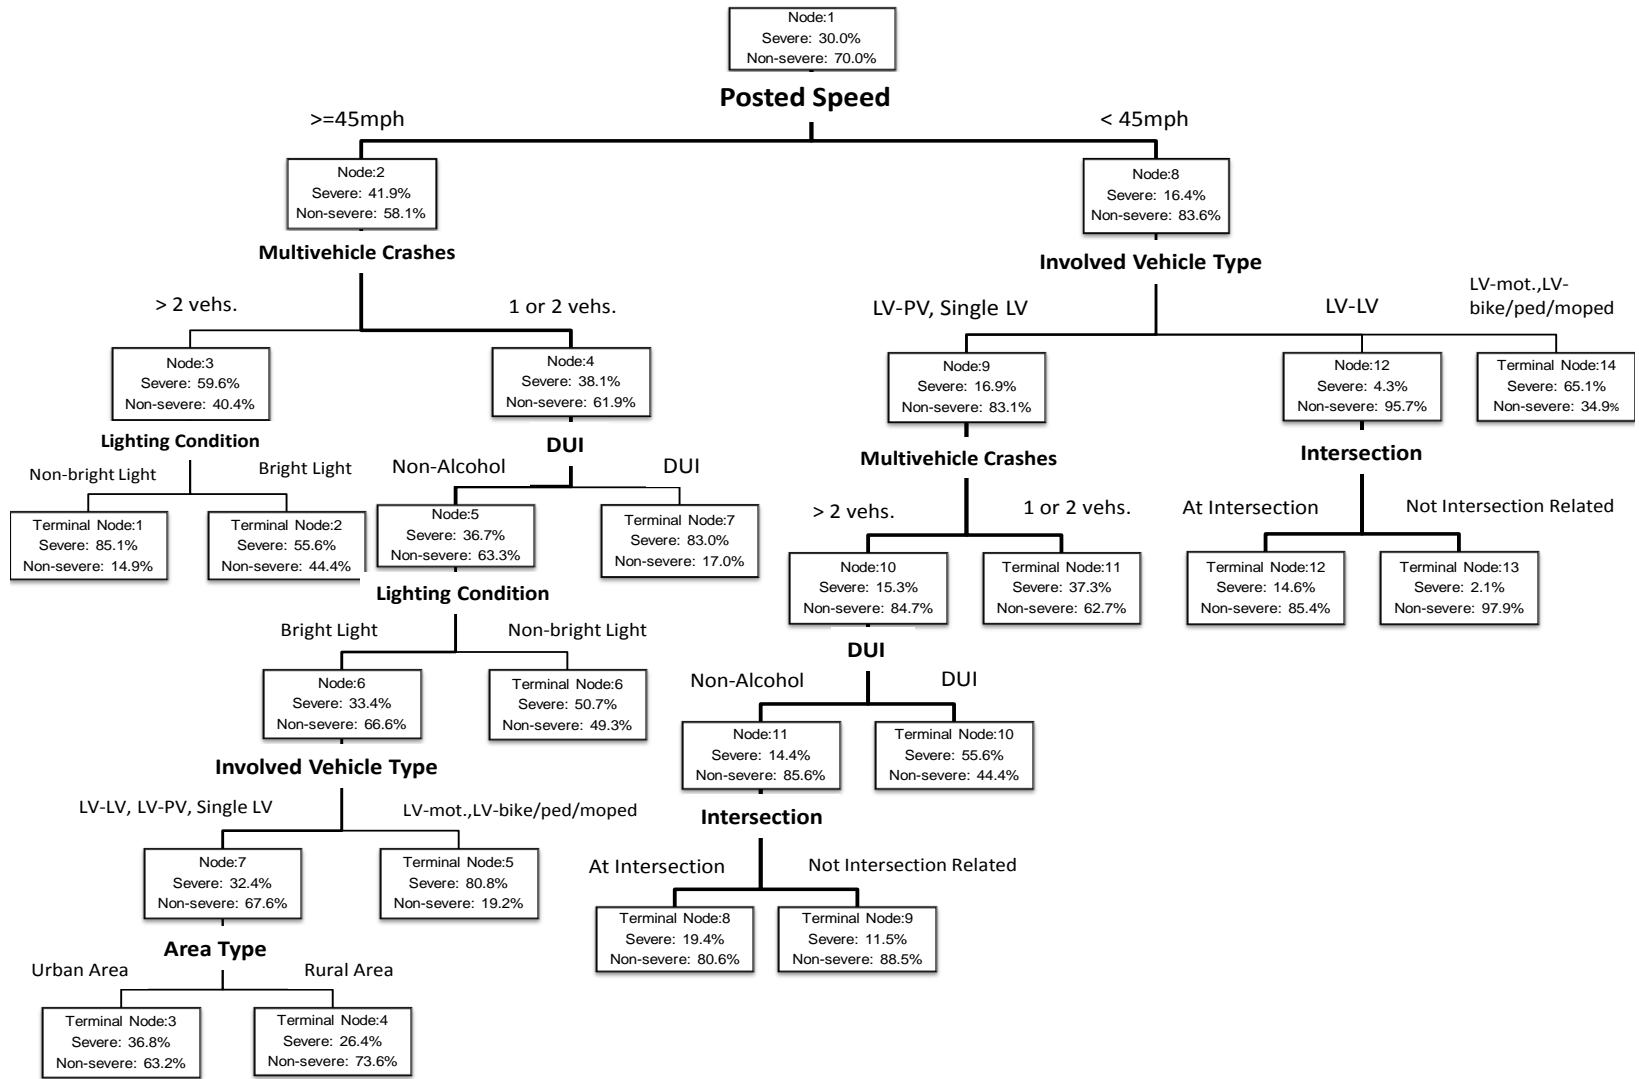 Node:1
Severe: 30.0%
Non-severe: 70.0%
Posted Speed
>=45mph
< 45mph
Node:2
Severe: 41.9%
Non-severe: 58.1%
Node:8
Severe: 16.4%
Non-severe: 83.6%
Multivehicle Crashes
Involved Vehicle Type
> 2 vehs.
1 or 2 vehs.
LV-PV, Single LV
LV-LV
LV-mot.,LV-
bike/ped/moped
Node:3
Severe: 59.6%
Non-severe: 40.4%
Node:4
Severe: 38.1%
Non-severe: 61.9%
Node:9
Severe: 16.9%
Non-severe: 83.1%
Node:12
Severe: 4.3%
Non-severe: 95.7%
Terminal Node:14
Severe: 65.1%
Non-severe: 34.9%
Lighting Condition
DUI
Multivehicle Crashes
Intersection
Non-bright Light
Bright Light
Non-Alcohol
DUI
> 2 vehs.
1 or 2 vehs.
At Intersection
Not Intersection Related
Terminal Node:1
Severe: 85.1%
Non-severe: 14.9%
Terminal Node:2
Severe: 55.6%
Non-severe: 44.4%
Node:5
Severe: 36.7%
Non-severe: 63.3%
Terminal Node:7
Severe: 83.0%
Non-severe: 17.0%
Node:10
Severe: 15.3%
Non-severe: 84.7%
Terminal Node:11
Severe: 37.3%
Non-severe: 62.7%
Terminal Node:12
Severe: 14.6%
Non-severe: 85.4%
Terminal Node:13
Severe: 2.1%
Non-severe: 97.9%
Lighting Condition
DUI
Bright Light
Non-bright Light
Non-Alcohol
DUI
Node:6
Severe: 33.4%
Non-severe: 66.6%
Terminal Node:6
Severe: 50.7%
Non-severe: 49.3%
Node:11
Severe: 14.4%
Non-severe: 85.6%
Terminal Node:10
Severe: 55.6%
Non-severe: 44.4%
Involved Vehicle Type
Intersection
LV-LV, LV-PV, Single LV
LV-mot.,LV-bike/ped/moped
At Intersection
Not Intersection Related
Node:7
Severe: 32.4%
Non-severe: 67.6%
Terminal Node:5
Severe: 80.8%
Non-severe: 19.2%
Terminal Node:8
Severe: 19.4%
Non-severe: 80.6%
Terminal Node:9
Severe: 11.5%
Non-severe: 88.5%
Area Type
Urban Area
Rural Area
Terminal Node:3
Severe: 36.8%
Non-severe: 63.2%
Terminal Node:4
Severe: 26.4%
Non-severe: 73.6%